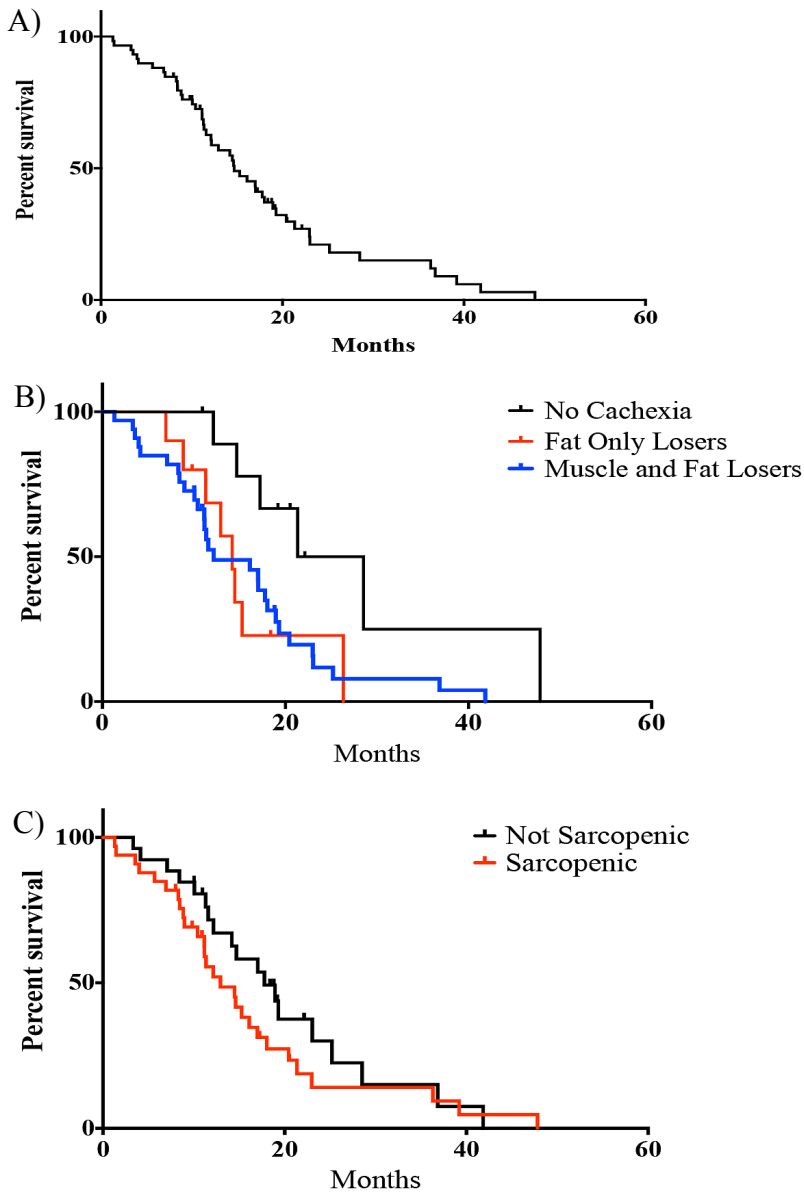 A)
100
50
0
Percent survival
0 20 40 60
Months
B)
100
50
0
Percent survival
No Cachexia
Fat Only Losers
Muscle and Fat Losers
0 20 40 60
Months
C)
100
50
0
Percent survival
Not Sarcopenic
Sarcopenic
0 20 40 60
Months